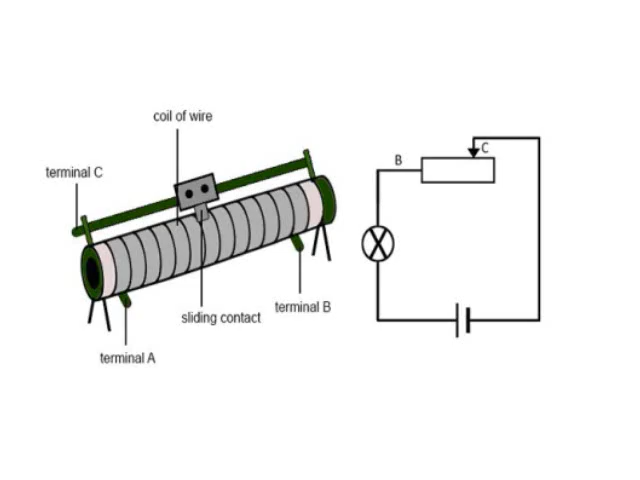 coil of wire
terminal C
sliding contact
terminal B
terminal A
B
C